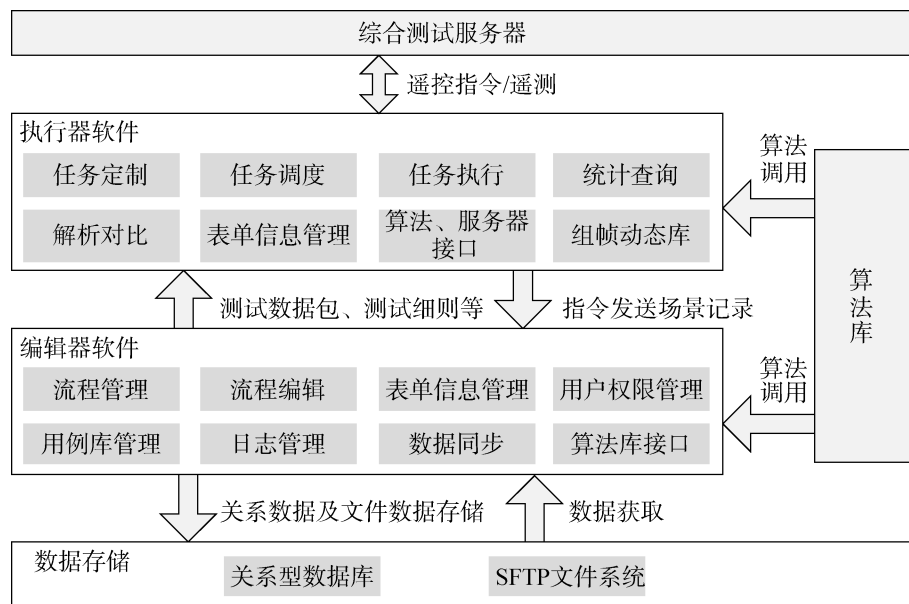 综合测试服务器
遥控指令/遥测
执行器软件
任务定制
任务调度
任务执行
统计查询
解析对比
表单信息管理
算法、服务器
接口
组帧动态库
算法
调用
测试数据包、测试细则等
指令发送场景记录
算法库
编辑器软件
流程管理
流程编辑
表单信息管理
用户权限管理
用例库管理
日志管理
数据同步
算法库接口
算法
调用
关系数据及文件数据存储
数据获取
数据存储
关系型数据库
SFTP文件系统